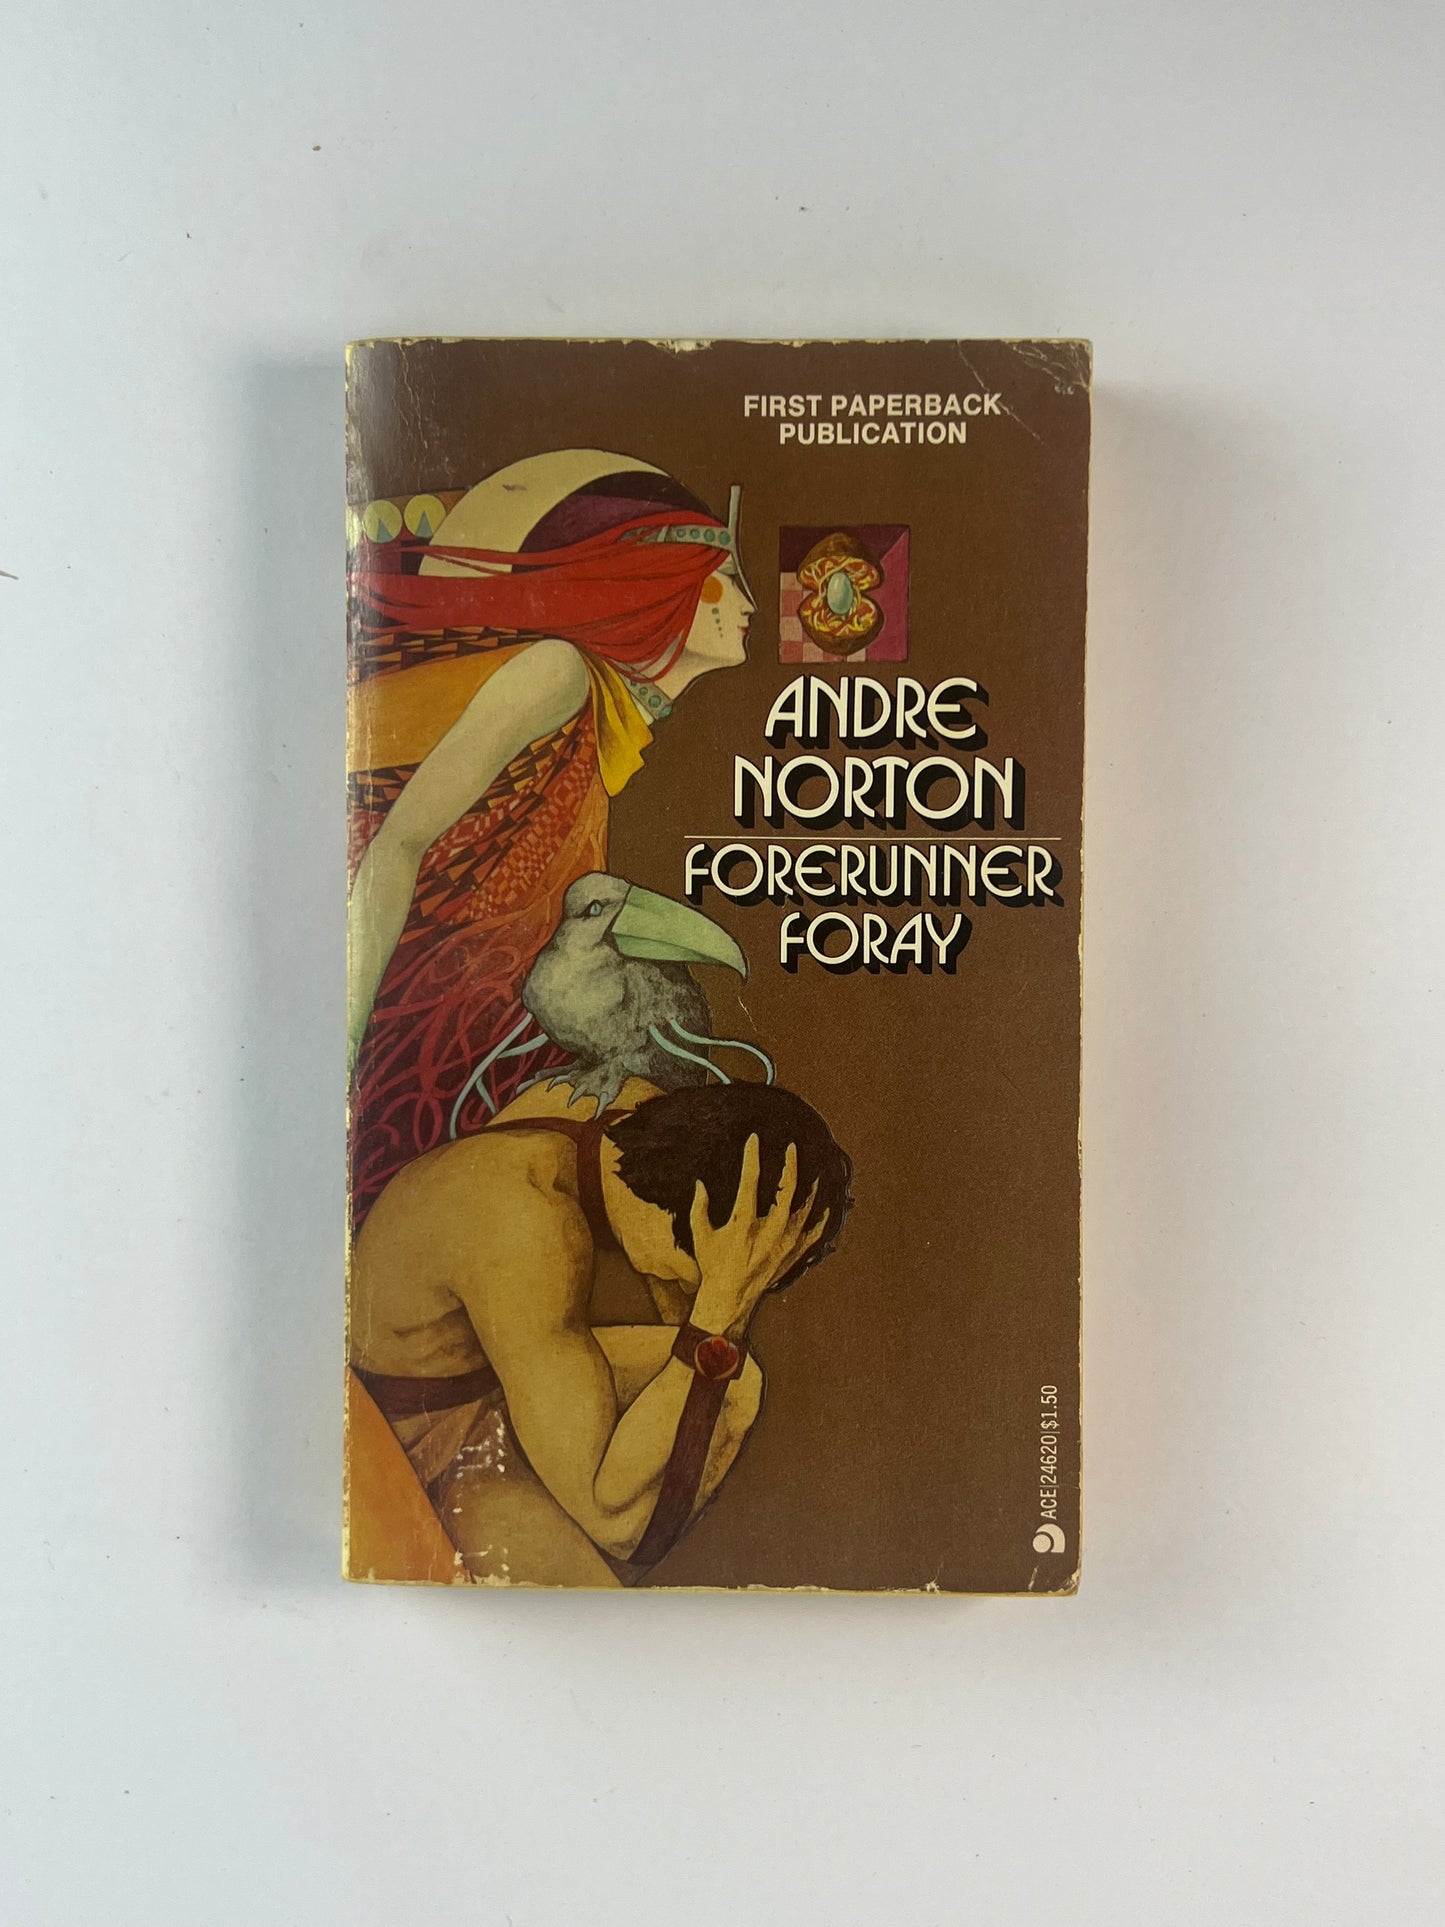 FIRST PAPERBACK
PUBLICATION
ANDRE
NORTON
FORERUNNER
FORAY
ACE|24620|$1.50